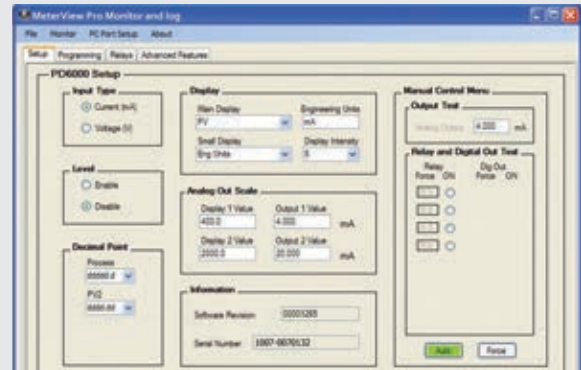 MeterView Pro Monitor and log
File Monitor PC Port Setup About
Setup Programming Relays Advanced Features
PD6000 Setup
Input Type
Current (mA)
Voltage (V)
Level
Enable
Disable
Decimal Point
Process
ddddd.d
PV2
dddd.dd
Display
Main Display Engineering Units
PV mA
Small Display Display Intensity
Eng Units
Analog Out Scale
Display 1 Value Output 1 Value
400.0 4.000 mA
Display 2 Value Output 2 Value
2000.0 20.000 mA
Information
Software Revision
Serial Number
Manual Control Menu
Output Test
Analog Output 4.000 mA
Relay and Digital Out Test
Relay Dig Out
Force ON Force ON
Auto Force